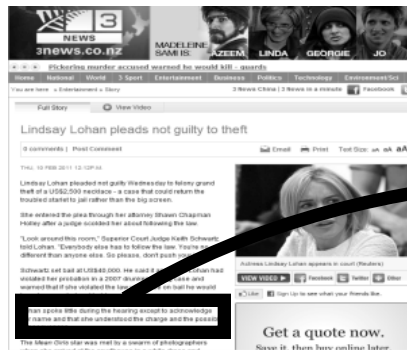 3
NEWS
3news.co.nz
MADELEINE
SAMI IS:
AZEEM
LINDA
GEORGIE
JO
Pickering murder accused warned he would kill - guards
Home National World 3 Sport Entertainment Business Politics Technology Environment/Sci
You are here » Entertainment » Story
3 News China | 3 News in a minute Facebook
Full Story
View Video
Lindsay Lohan pleads not guilty to theft
0 comments | Post Comment
Email Print Text Size: aA aA aA
THU, 10 FEB 2011 12:12P.M.
Lindsay Lohan pleaded not guilty Wednesday to felony grand
theft of a US$2,500 necklace - a case that could return the
troubled starlet to jail rather than the big screen.
She entered the plea through her attorney Shawn Chapman
Holley after a judge scolded her about following the law.
"Look around this room," Superior Court Judge Keith Schwartz
told Lohan. "Everybody else has to follow the law. You're no
different than anyone else. So please, don't push your
Schwartz set bail at US$40,000. He said if Lohan had
violated her probation in a 2007 drunk case and
warned that if she violated the law on bail he would
han spoke little during the hearing except to acknowledge
r name and that she understood the charge and the possib
The Mean Girls star was met by a swarm of photographers
Actress Lindsay Lohan appears in court (Reuters)
VIEW VIDEO Facebook Twitter Other
Like Sign Up to see what your friends like.
Get a quote now.
Save it, then buy online later